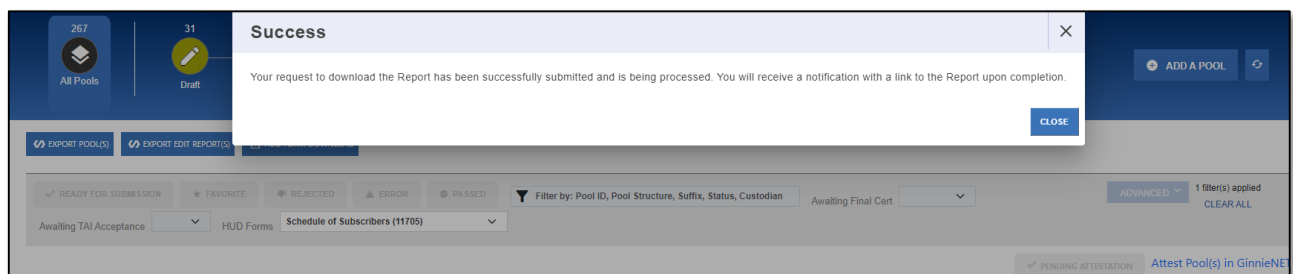 267
31
All Pools
Draft
Success
Your request to download the Report has been successfully submitted and is being processed. You will receive a notification with a link to the Report upon completion.
CLOSE
ADD A POOL
EXPORT POOL(S)
EXPORT EDIT REPORT(S)
READY FOR SUBMISSION
FAVORITE
REJECTED
ERROR
PASSED
Filter by: Pool ID, Pool Structure, Suffix, Status, Custodian
Awaiting Final Cert
ADVANCED
1 filter(s) applied
CLEAR ALL
Awaiting TAI Acceptance
HUD Forms
Schedule of Subscribers (11705)
PENDING ATTESTATION
Attest Pool(s) in GinnieNET